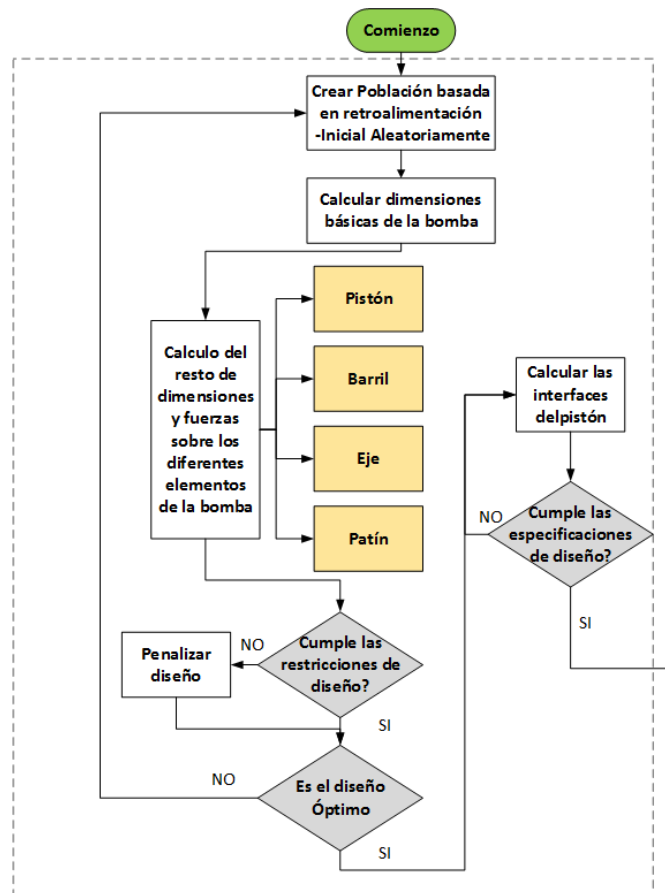 Comienzo
Crear Población basada
en retroalimentación
-Inicial Aleatoriamente
Calcular dimensiones
básicas de la bomba
Calculo del
resto de
dimensiones
y fuerzas
sobre los
diferentes
elementos
de la bomba
Pistón
Barril
Eje
Patín
Cumple las
restricciones de
diseño?
NO
Penalizar
diseño
SI
Es el diseño
Óptimo
NO
SI
Calcular las
interfaces
delpistón
Cumple las
especificaciones
de diseño?
NO
SI